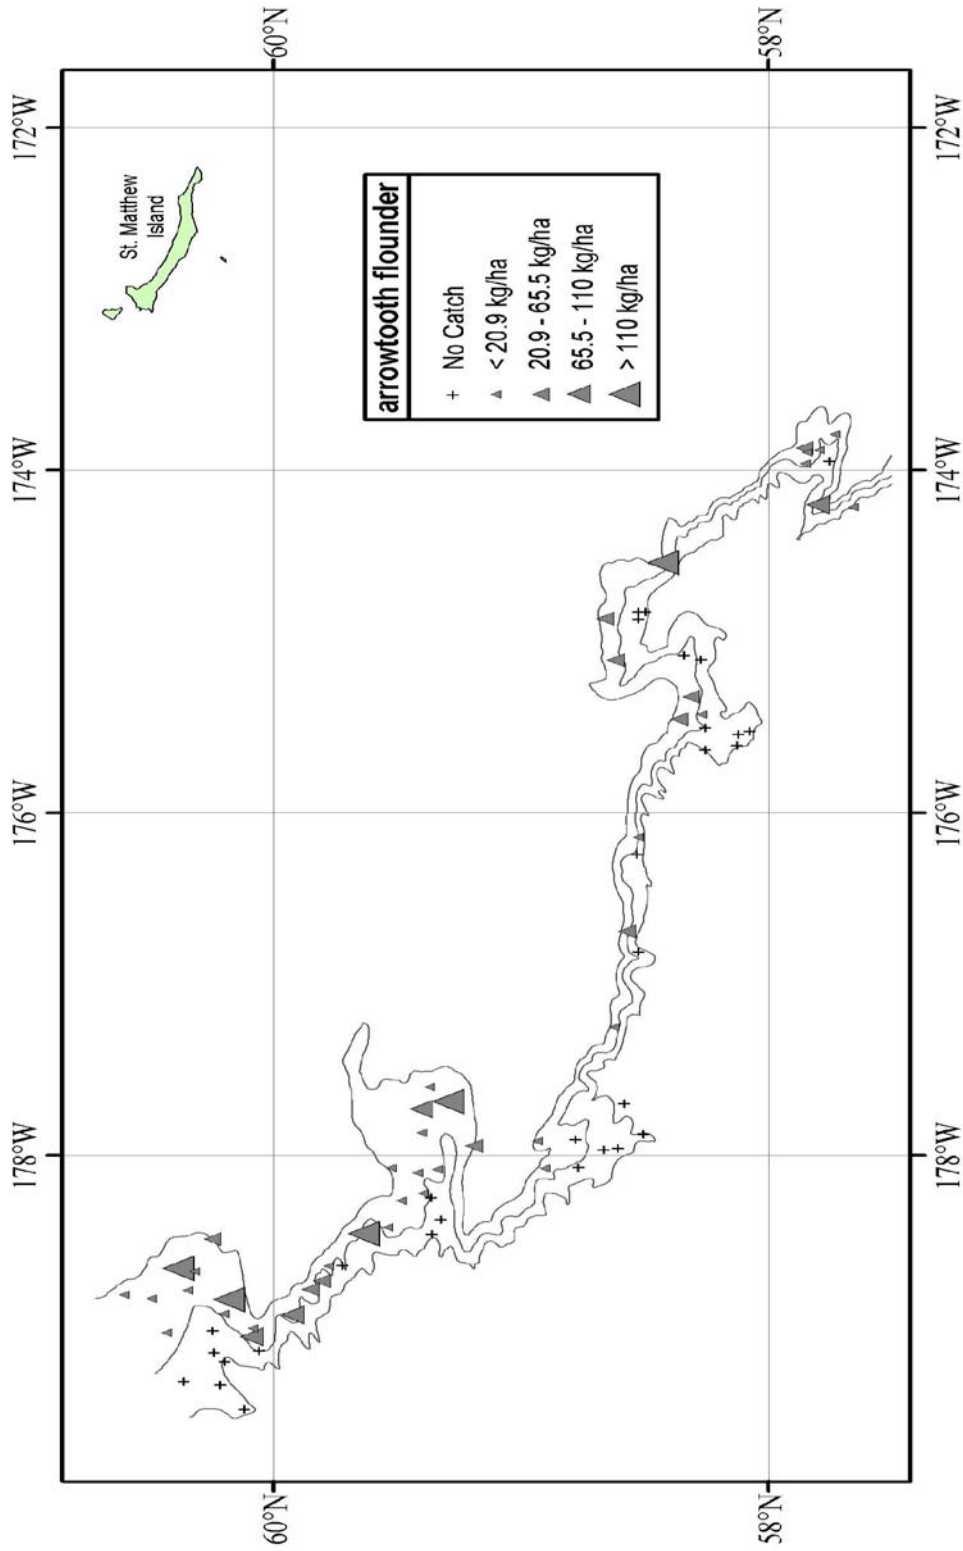 60°N
58°N
172°W
172°W
St. Matthew
Island
arrowtooth flounder
No Catch
< 20.9 kg/ha
20.9 - 65.5 kg/ha
65.5 - 110 kg/ha
> 110 kg/ha
174°W
174°W
176°W
176°W
178°W
178°W
60°N
58°N